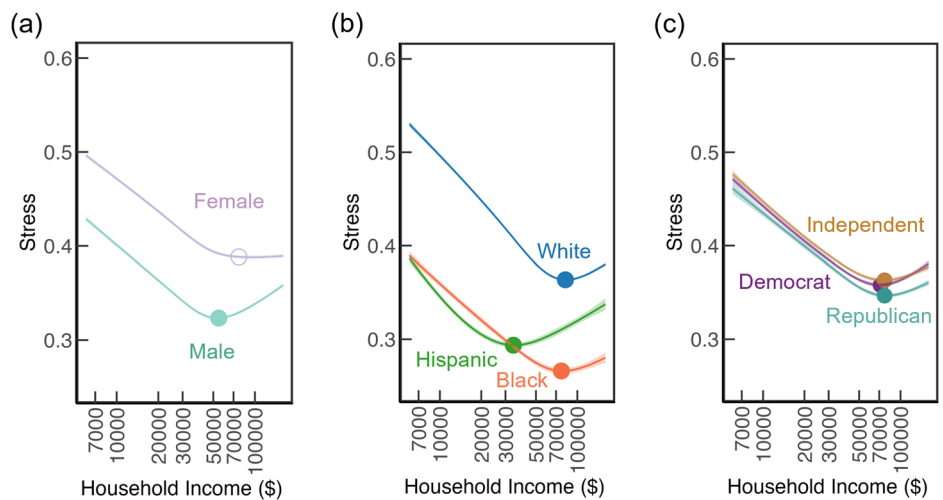 (a)
Stress
0.6
0.5
0.4
0.3
Female
Male
7000
10000
20000
30000
50000
70000
100000
Household Income ($)
(b)
Stress
0.6
0.5
0.4
0.3
White
Hispanic
Black
7000
10000
20000
30000
50000
70000
100000
Household Income ($)
(c)
Stress
0.6
0.5
0.4
0.3
Independent
Democrat
Republican
7000
10000
20000
30000
50000
70000
100000
Household Income ($)